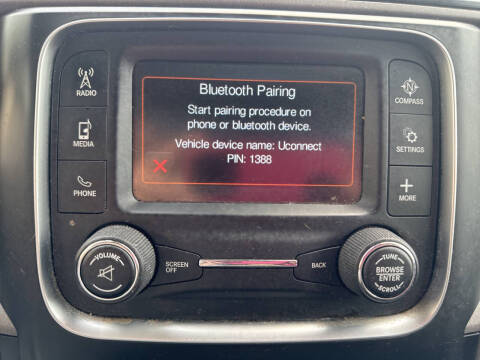 Bluetooth Pairing
Start pairing procedure on
phone or bluetooth device.
Vehicle device name: Uconnect
PIN: 1388
RADIO
MEDIA
PHONE
N
COMPASS
SETTINGS
MORE
VOLUME
SCREEN
OFF
BACK
TUNE
BROWSE
ENTER
SCROLL